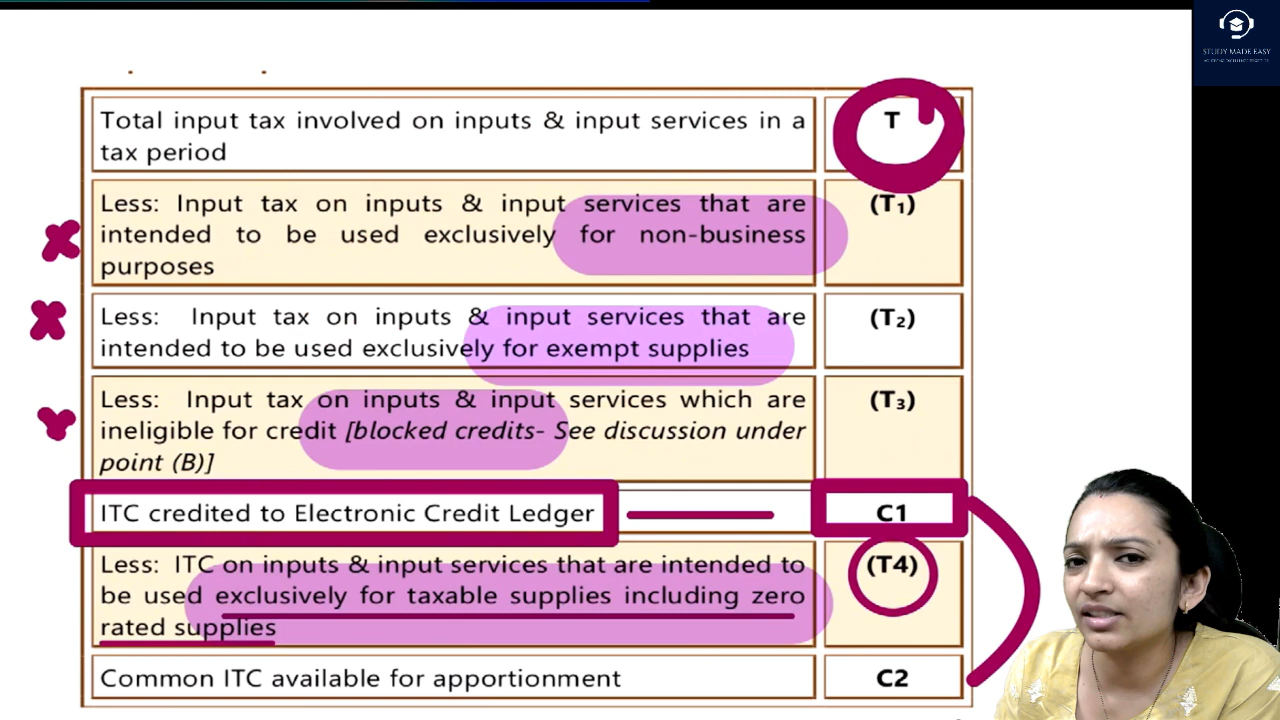 STUDY MADE EASY
Total input tax involved on inputs & input services in a
tax period
T
Less: Input tax on inputs & input services that are
intended to be used exclusively for non-business
purposes
(T₁)
Less: Input tax on inputs & input services that are
intended to be used exclusively for exempt supplies
(T₂)
Less: Input tax on inputs & input services which are
ineligible for credit [blocked credits- See discussion under
point (B)]
(T₃)
ITC credited to Electronic Credit Ledger
C1
Less: ITC on inputs & input services that are intended to
be used exclusively for taxable supplies including zero
rated supplies
(T4)
Common ITC available for apportionment
C2